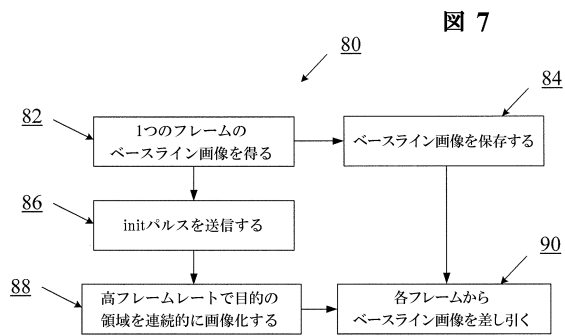 図 7
80
82
1つのフレームの
ベースライン画像を得る
84
ベースライン画像を保存する
86
initパルスを送信する
88
高フレームレートで目的の
領域を連続的に画像化する
90
各フレームから
ベースライン画像を差し引く